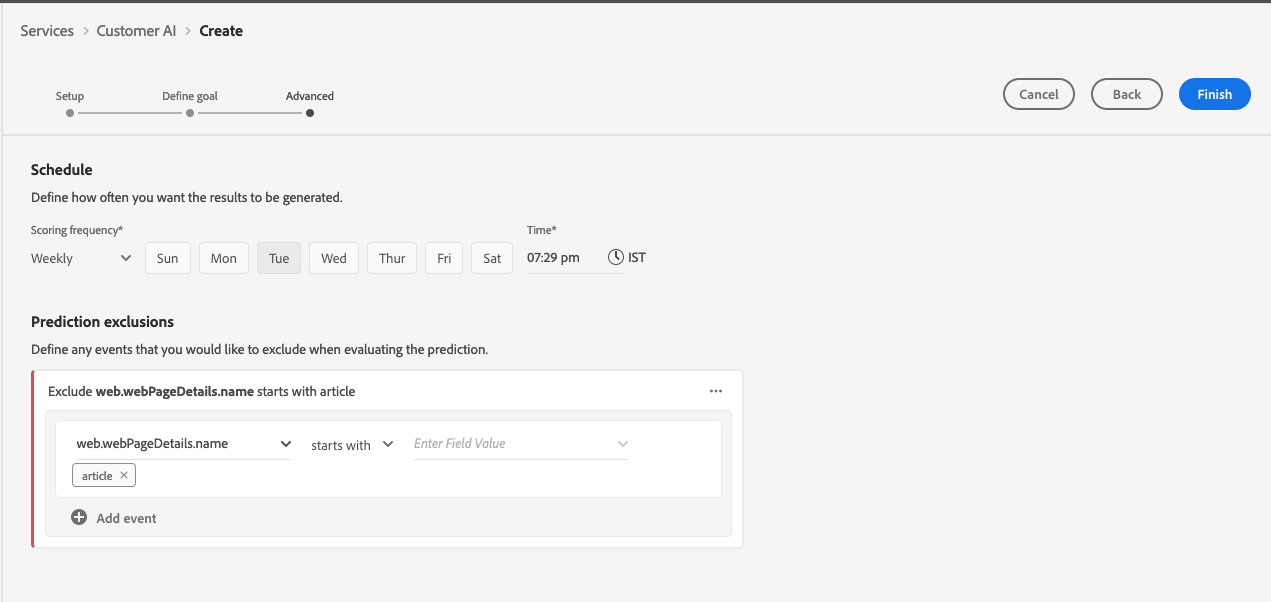 Services > Customer AI > Create
Setup Define goal Advanced
Cancel Back Finish
Schedule
Define how often you want the results to be generated.
Scoring frequency* Time*
Weekly Sun Mon Tue Wed Thur Fri Sat 07:29 pm IST
Prediction exclusions
Define any events that you would like to exclude when evaluating the prediction.
Exclude web.webPageDetails.name starts with article ...
web.webPageDetails.name starts with Enter Field Value
article ×
Add event